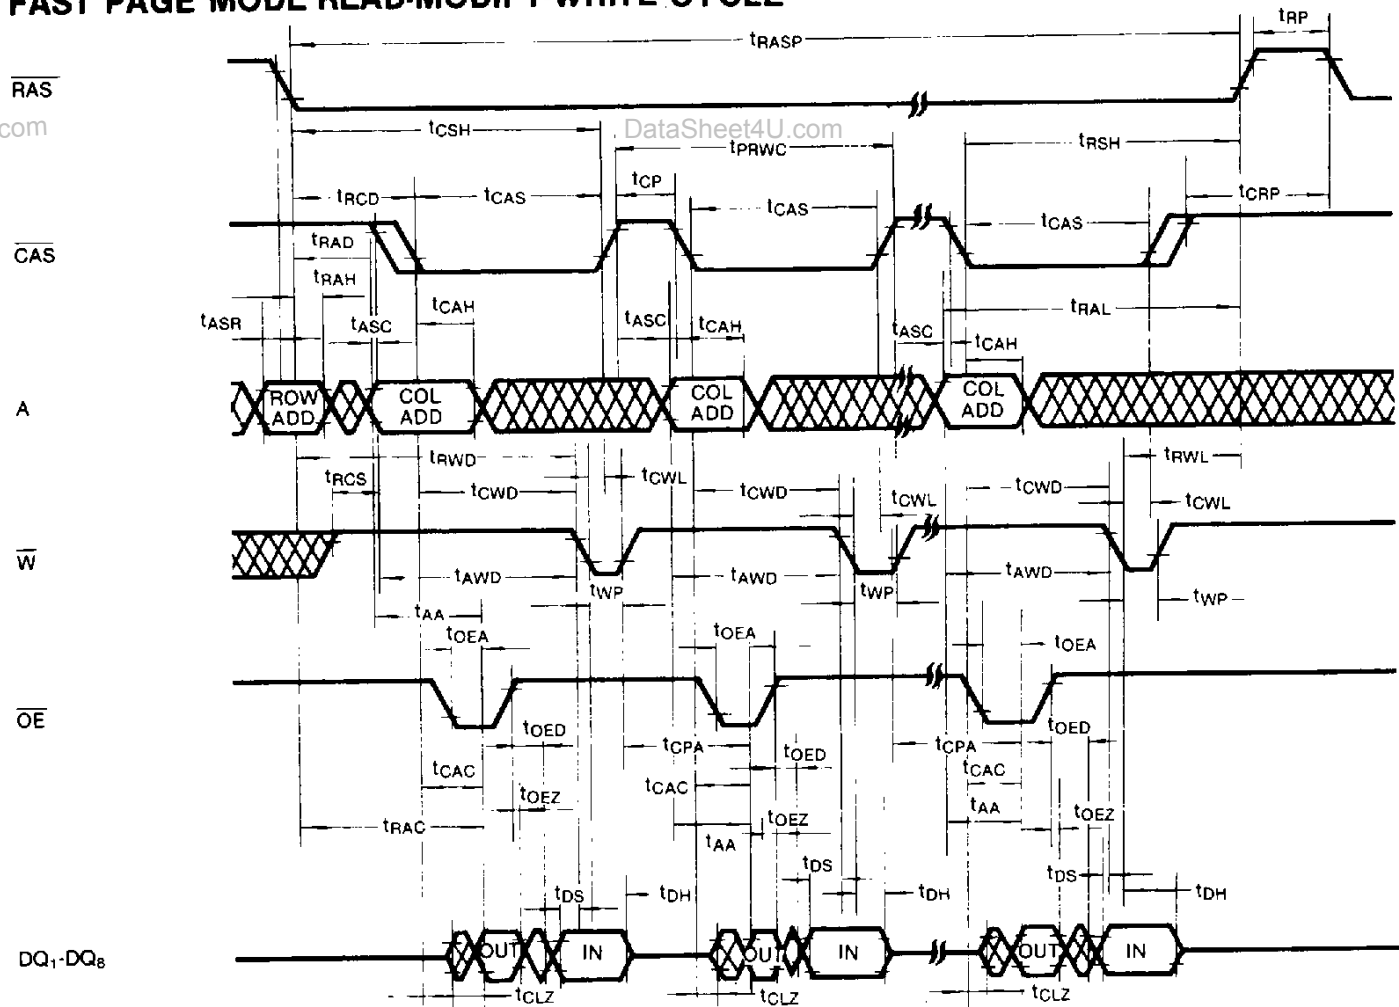 FAST PAGE MODE READ-MODIFY-WRITE CYCLE
tRASP
tRP
RAS
.com
DataSheet4U.com
tCSH
tPRWC
tRSH
tRCD
tCAS
tCP
tCAS
tCAS
tCRP
CAS
tRAD
tRAH
tASR
tASC
tCAH
tASC
tCAH
tASC
tCAH
tRAL
A
ROW ADD
COL ADD
COL ADD
COL ADD
tRWD
tRCS
tCWD
tCWL
tCWD
tCWL
tCWD
tRWL
tCWL
W
tAWD
tWP
tAWD
tWP
tAWD
tWP
tAA
tOEA
tOEA
tOEA
OE
tOED
tCPA
tOED
tCPA
tOED
tCAC
tCAC
tCAC
tOEZ
tRAC
tAA
tOEZ
tAA
tOEZ
tDS
tDH
tDS
tDH
tDS
tDH
DQ1-DQ8
OUT
IN
OUT
IN
OUT
IN
tCLZ
tCLZ
tCLZ